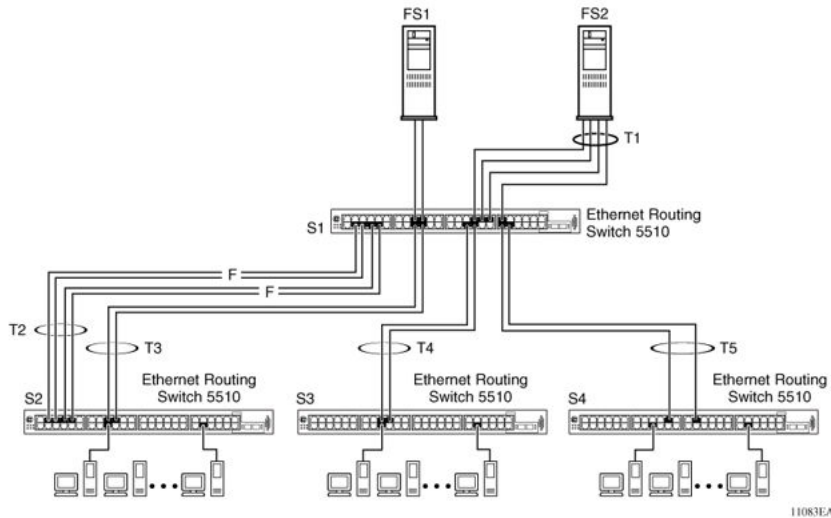 FS1
FS2
T1
S1
Ethernet Routing
Switch 5510
F
F
T2
T3
T4
T5
S2
Ethernet Routing
Switch 5510
S3
Ethernet Routing
Switch 5510
S4
Ethernet Routing
Switch 5510
11083EA